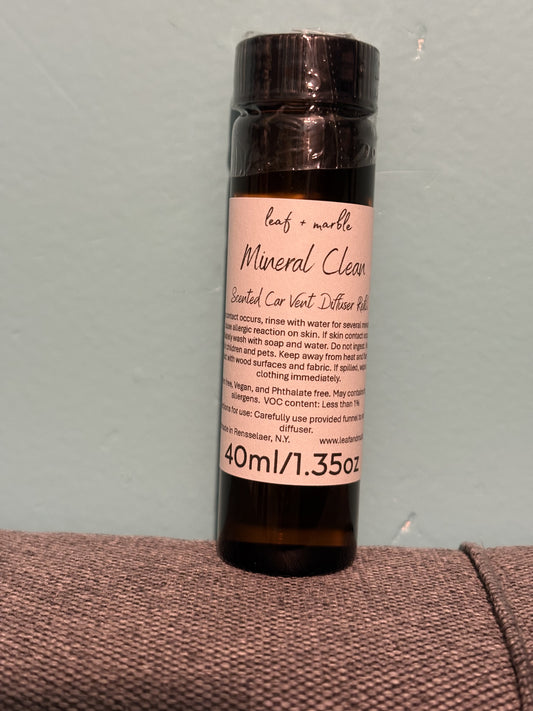 leaf + marble
Mineral Clean
Scented Car Vent Diffuser
contact occurs, rinse with water for several
allergic reaction on skin. If skin contact
wash with soap and water. Do not ingest.
children and pets. Keep away from heat and
with wood surfaces and fabric. If spilled,
clothing immediately.
free, Vegan, and Phthalate free. May contain
allergens. VOC content: Less than 1%
for use: Carefully use provided funnel to
diffuser.
in Rensselaer, N.Y.
40ml/1.35oz